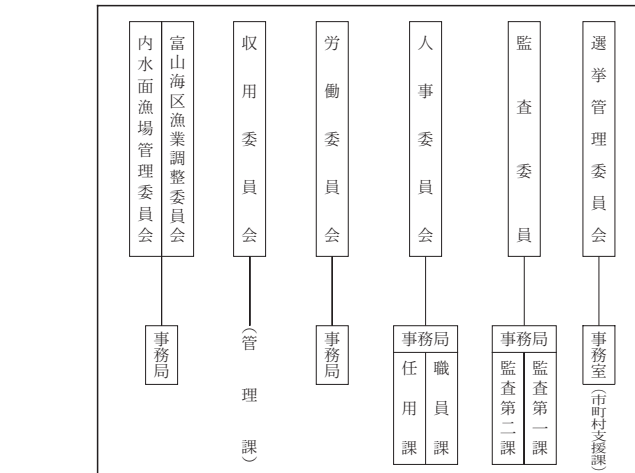 選挙管理委員会
事務室
(市町村支援課)
監査委員
事務局
監査第一課
監査第二課
人事委員会
事務局
職員課
任用課
労働委員会
事務局
収用委員会
(管理課)
富山海区漁業調整委員会
内水面漁場管理委員会
事務局